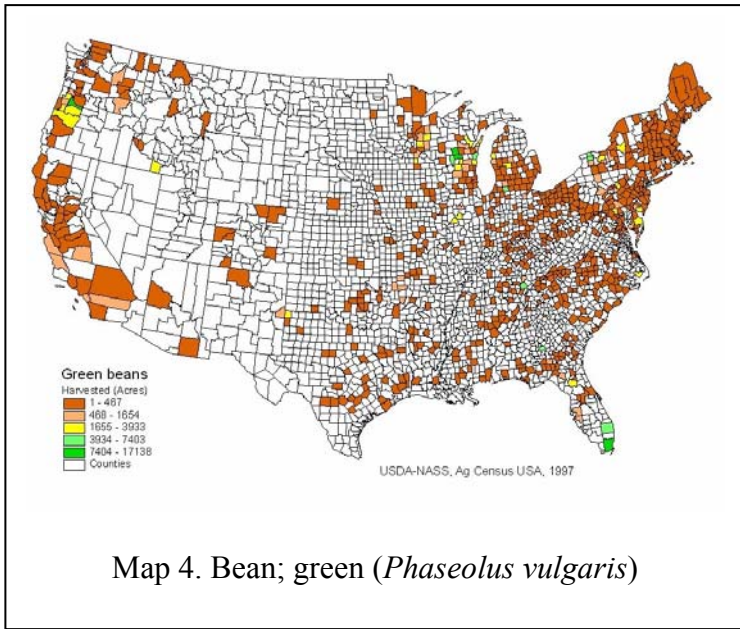 Green beans
Harvested (Acres)
1 - 467
468 - 1654
1655 - 3933
3934 - 7403
7404 - 17138
Counties
USDA-NASS, Ag Census USA, 1997
Map 4. Bean; green (Phaseolus vulgaris)